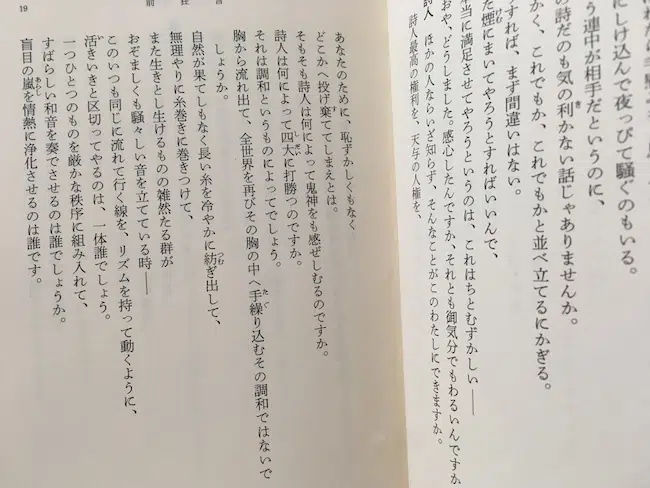 にしけ込んで夜っぴて騒ぐのもいる。
う連中が相手だというのに、
の詩だのも気の利かない話じゃありませんか。
かく、これでもか、これでもかと並べ立てるにかぎる。
すれば、まず間違いはない。
た煙にまいてやろうとすればいいんで、
本当に満足させてやろうというのは、これはちとむずかしい――
おや、どうしました。感心したんですか、それとも御気分でもわるいんですか
詩人 ほかの人ならいざ知らず、そんなことがこのわたしにできますか。
詩人最高の権利を、天与の人権を、
あなたのために、恥ずかしくもなく
どこかへ投げ棄ててしまえとは。
そもそも詩人は何によって鬼神をも感ぜしむるのですか。
詩人は何によって四大に打勝つのですか。
それは調和というものによってでしょう。
胸から流れ出て、全世界を再びその胸の中へ手繰り込むその調和ではないで
しょうか。
自然が果てしもなく長い糸を冷やかに紡ぎ出して、
無理やりに糸巻きに巻きつけて、
また生きとし生けるものの雑然たる群が
おぞましくも騒々しい音を立てている時――
このいつも同じに流れて行く線を、リズムを持って動くように、
活きいきと区切ってやるのは、一体誰でしょう。
一つひとつのものを厳かな秩序に組み入れて、
すばらしい和音を奏でさせるのは誰でしょうか。
盲目の嵐を情熱に浄化させるのは誰です。
前
19